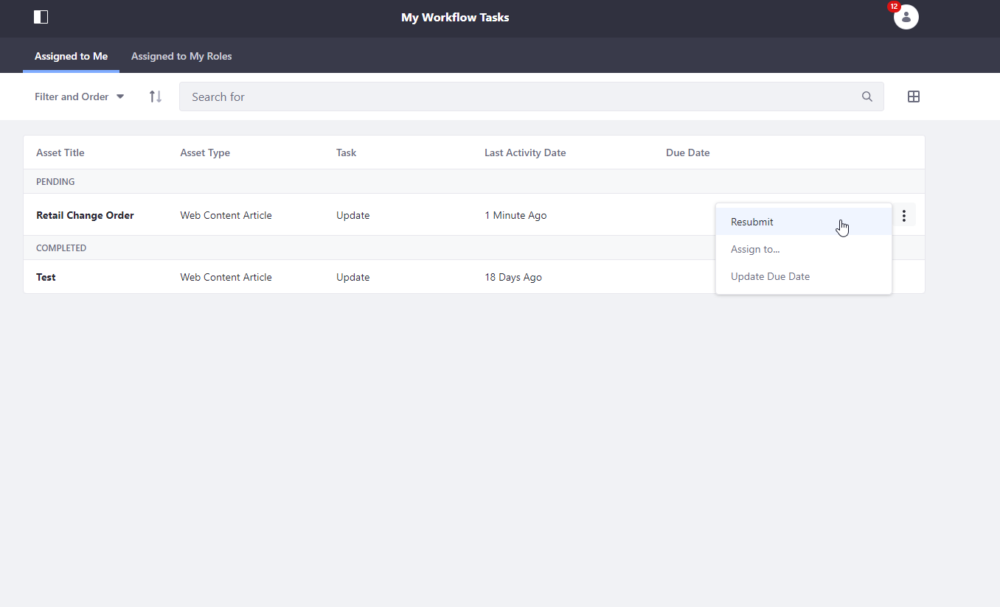 My Workflow Tasks
12
Assigned to Me Assigned to My Roles
Filter and Order Search for
Asset Title Asset Type Task Last Activity Date Due Date
PENDING
Retail Change Order Web Content Article Update 1 Minute Ago
Resubmit
COMPLETED
Assign to...
Test Web Content Article Update 18 Days Ago
Update Due Date